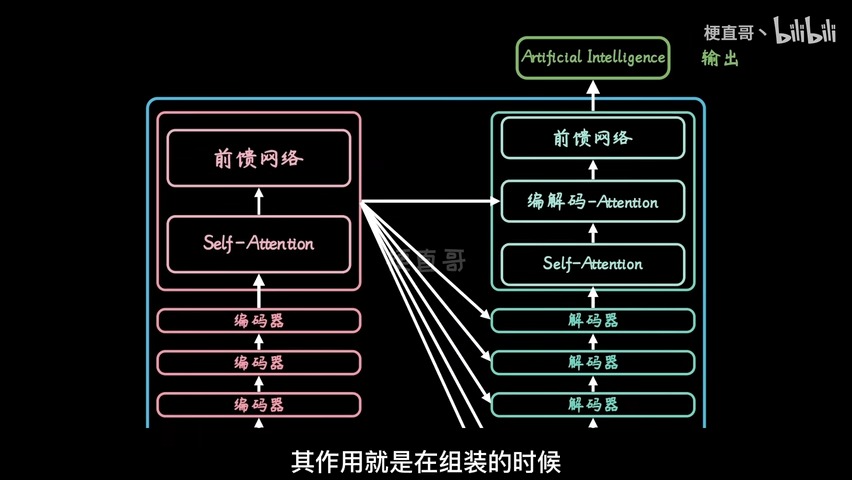 梗直哥丶 bilibili
Artificial Intelligence
输出
前馈网络
Self-Attention
编码器
编码器
编码器
前馈网络
编解码-Attention
Self-Attention
解码器
解码器
解码器
直哥
其作用就是在组装的时候